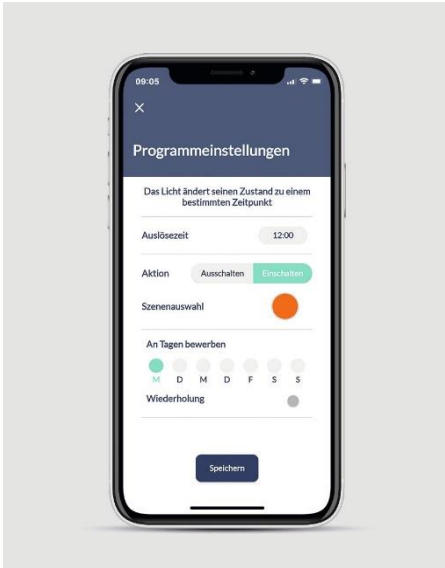 09:05
Programmeinstellungen
Das Licht ändert seinen Zustand zu einem
bestimmten Zeitpunkt
Auslösezeit 12:00
Aktion Ausschalten Einschalten
Szenenauswahl
An Tagen bewerben
M D M D F S S
Wiederholung
Speichern